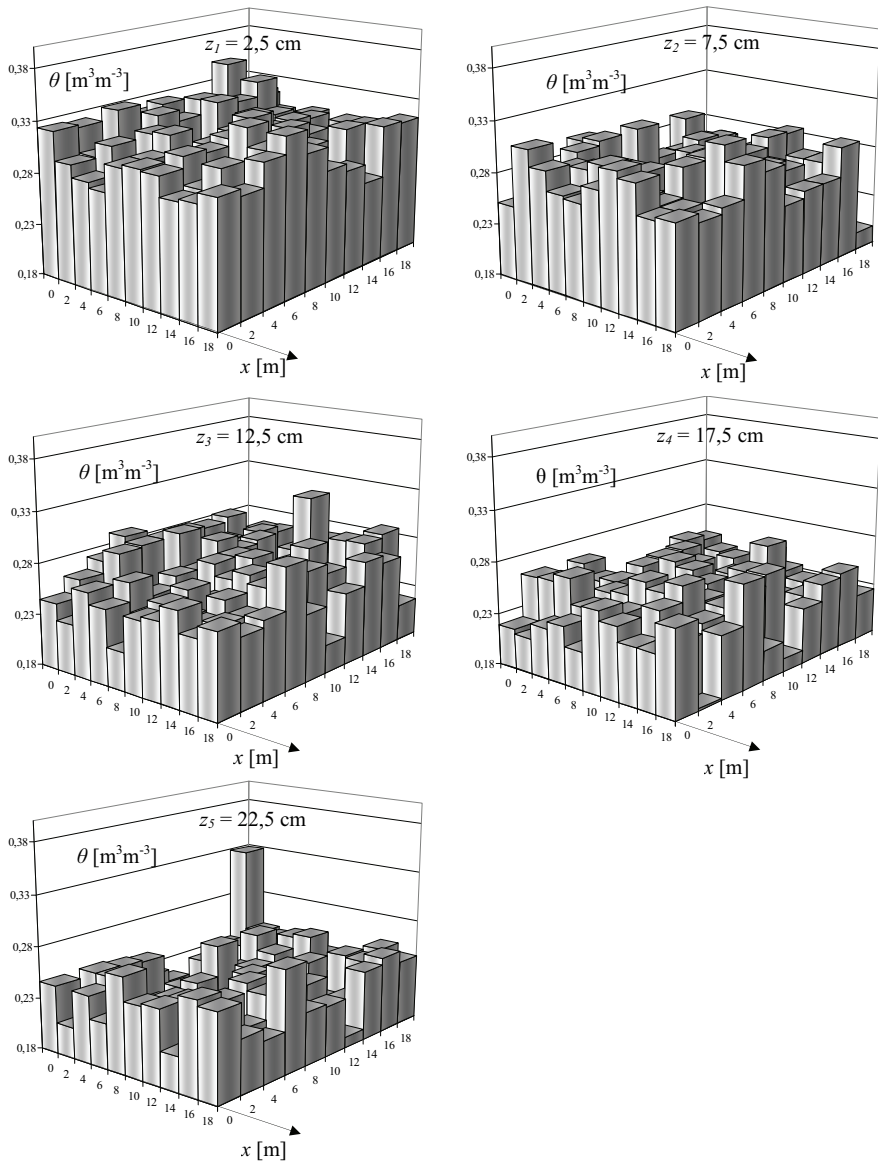 z₁ = 2,5 cm
θ [m³m⁻³]
0,38
0,33
0,28
0,23
0,18
0 2 4 6 8 10 12 14 16 18
0 2 4 6 8 10 12 14 16 18
x [m]
z₂ = 7,5 cm
θ [m³m⁻³]
0,38
0,33
0,28
0,23
0,18
0 2 4 6 8 10 12 14 16 18
0 2 4 6 8 10 12 14 16 18
x [m]
z₃ = 12,5 cm
θ [m³m⁻³]
0,38
0,33
0,28
0,23
0,18
0 2 4 6 8 10 12 14 16 18
0 2 4 6 8 10 12 14 16 18
x [m]
z₄ = 17,5 cm
θ [m³m⁻³]
0,38
0,33
0,28
0,23
0,18
0 2 4 6 8 10 12 14 16 18
0 2 4 6 8 10 12 14 16 18
x [m]
z₅ = 22,5 cm
θ [m³m⁻³]
0,38
0,33
0,28
0,23
0,18
0 2 4 6 8 10 12 14 16 18
0 2 4 6 8 10 12 14 16 18
x [m]